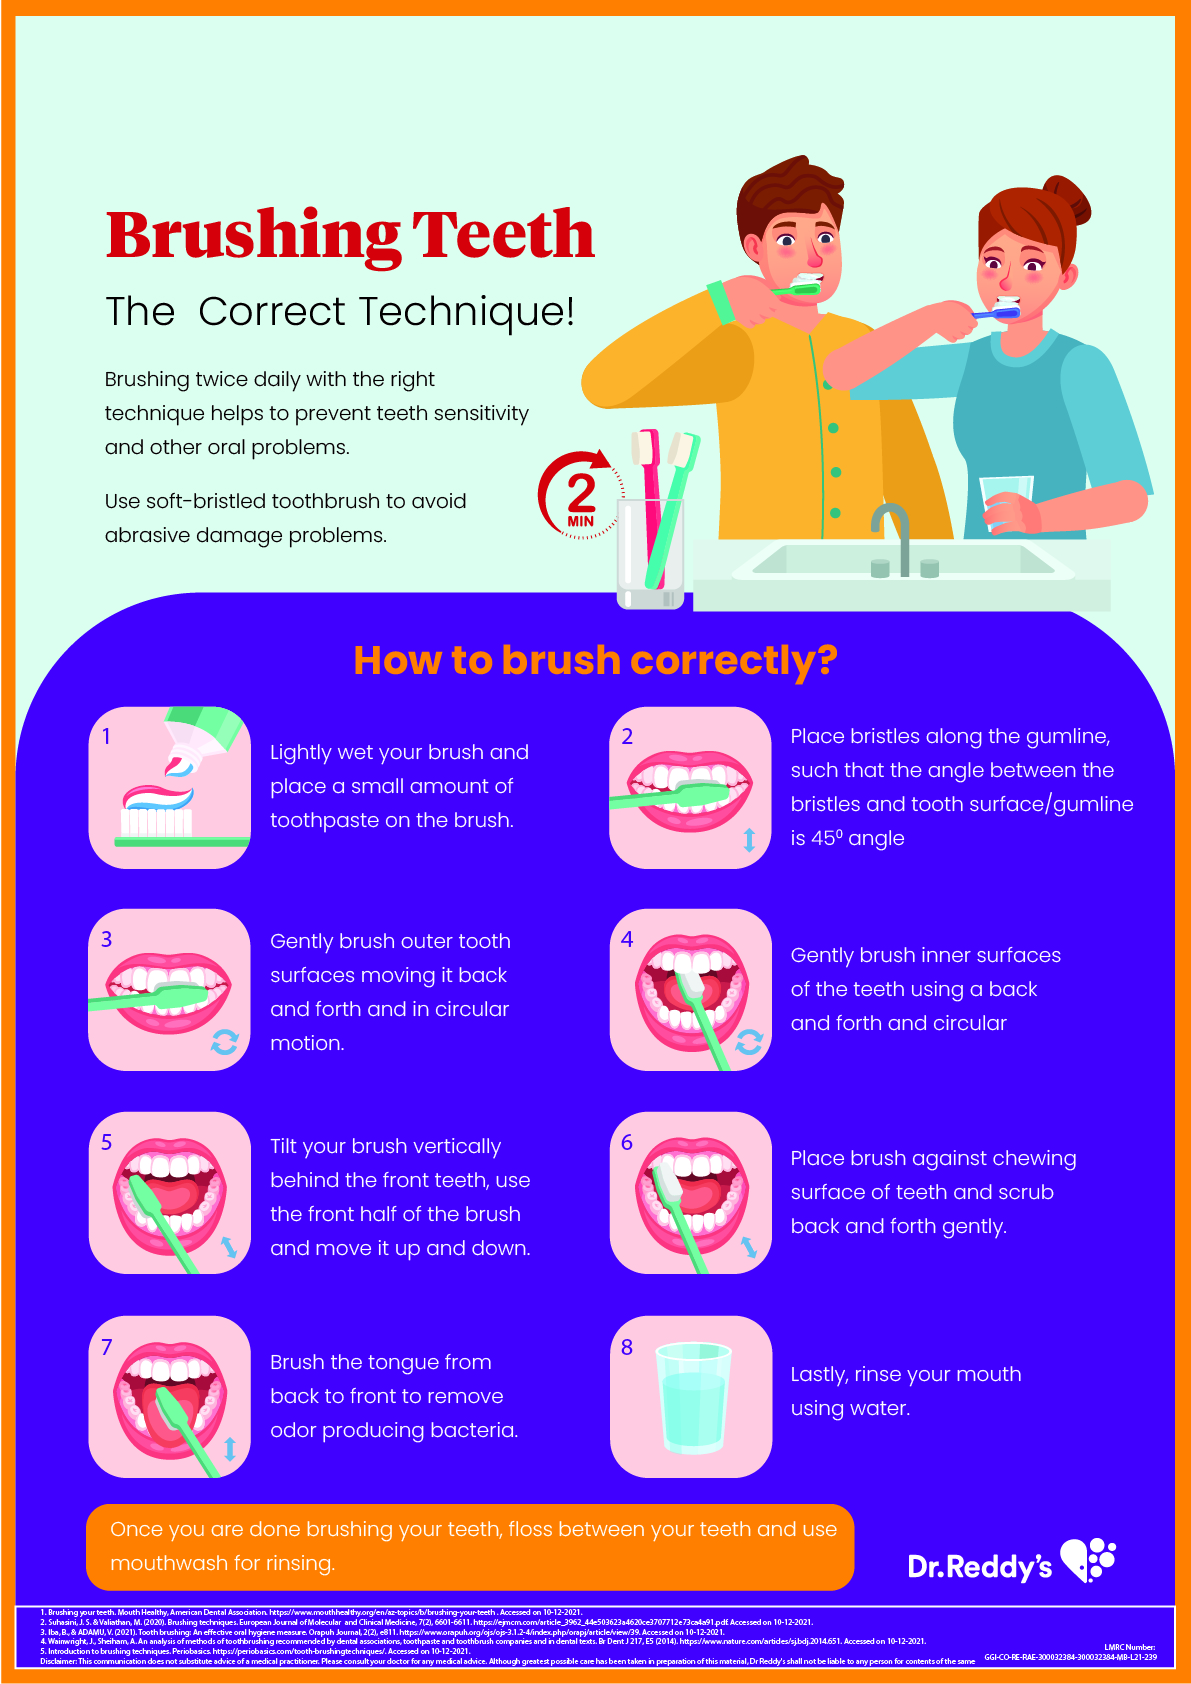 Brushing Teeth
The Correct Technique!
Brushing twice daily with the right
technique helps to prevent teeth sensitivity
and other oral problems.
Use soft-bristled toothbrush to avoid
abrasive damage problems.
2
MIN
How to brush correctly?
1
Lightly wet your brush and
place a small amount of
toothpaste on the brush.
2
Place bristles along the gumline,
such that the angle between the
bristles and tooth surface/gumline
is 45⁰ angle
3
Gently brush outer tooth
surfaces moving it back
and forth and in circular
motion.
4
Gently brush inner surfaces
of the teeth using a back
and forth and circular
5
Tilt your brush vertically
behind the front teeth, use
the front half of the brush
and move it up and down.
6
Place brush against chewing
surface of teeth and scrub
back and forth gently.
7
Brush the tongue from
back to front to remove
odor producing bacteria.
8
Lastly, rinse your mouth
using water.
Once you are done brushing your teeth, floss between your teeth and use
mouthwash for rinsing.
Dr.Reddy's
1. Brushing your teeth. Mouth Healthy, American Dental Association. https://www.mouthhealthy.org/en/az-topics/b/brushing-your-teeth . Accessed on 10-12-2021.
2. Suhasini, J. S. & Valiathan, M. (2020). Brushing techniques. European Journal of Molecular and Clinical Medicine, 7(2), 6601-6611. https://ejmcm.com/article_3962_44e503623a4620ce3707712e73ca4a91.pdf. Accessed on 10-12-2021.
3. Iba, B., & ADAMU, V. (2021). Tooth brushing: An effective oral hygiene measure. Orapuh Journal, 2(2), e811. https://www.orapuh.org/ojs/ojs-3.1.2-4/index.php/orapj/article/view/39. Accessed on 10-12-2021.
4. Wainwright, J., Sheiham, A. An analysis of methods of toothbrushing recommended by dental associations, toothpaste and toothbrush companies and in dental texts. Br Dent J 217, E5 (2014). https://www.nature.com/articles/sj.bdj.2014.651. Accessed on 10-12-2021.
5. Introduction to brushing techniques. Periobasics. https://periobasics.com/tooth-brushingtechniques/. Accessed on 10-12-2021.
Disclaimer: This communication does not substitute advice of a medical practitioner. Please consult your doctor for any medical advice. Although greatest possible care has been taken in preparation of this material, Dr Reddy's shall not be liable to any person for contents of the same
LMRC Number:
GGI-CO-RE-RAE-300032384-300032384-MB-L21-239